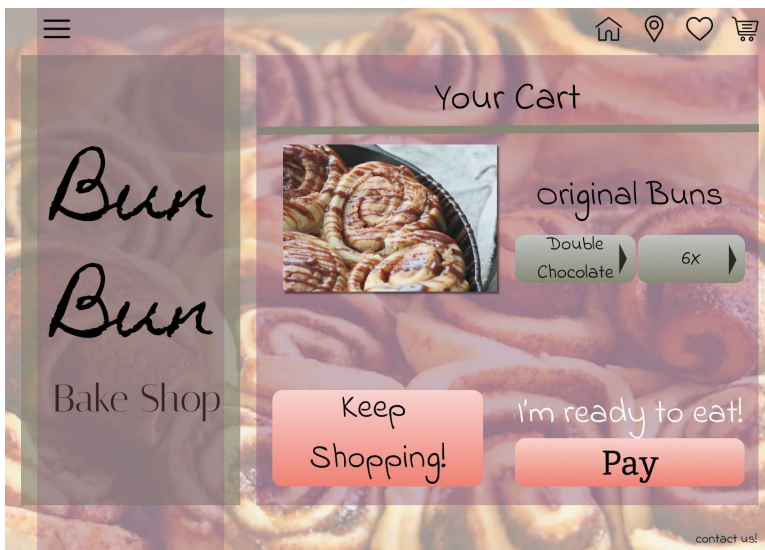 Your Cart
Bun
Bun
Bake Shop
Original Buns
Double
Chocolate
6x
Keep
Shopping!
I'm ready to eat!
Pay
contact us!